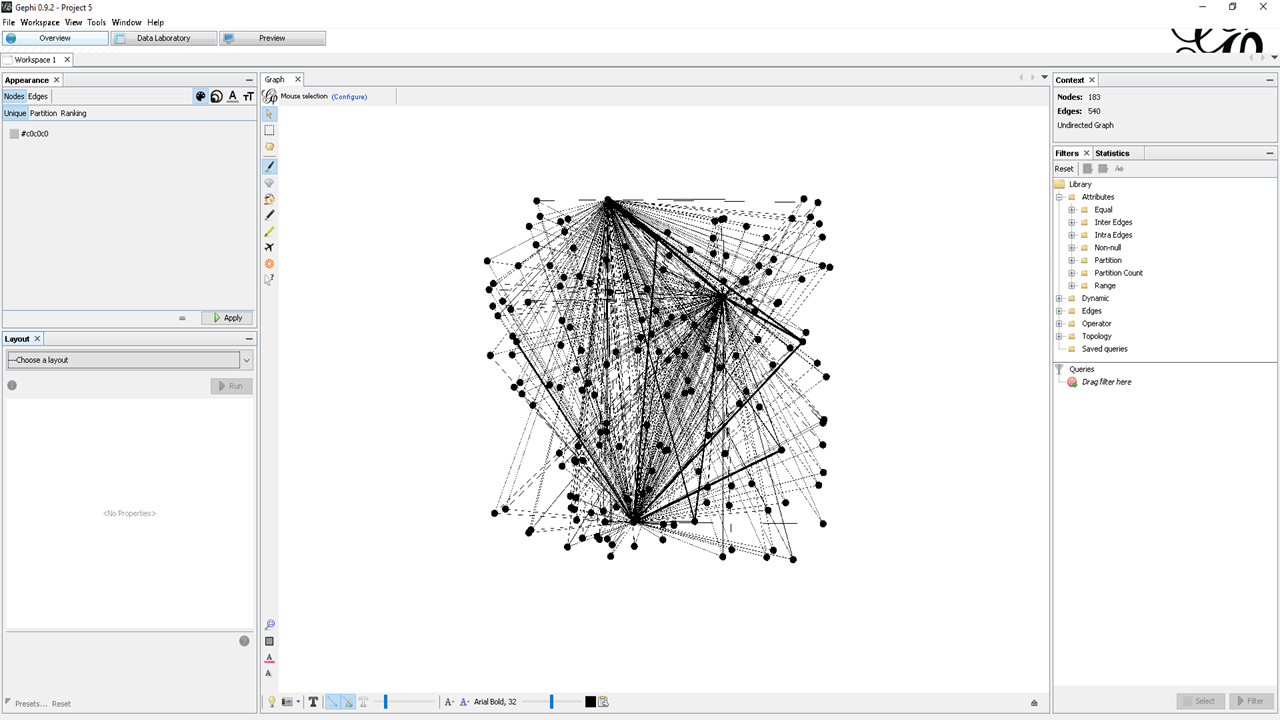 Gephi 0.9.2 - Project 5
File Workspace View Tools Window Help
Overview Data Laboratory Preview
Workspace 1
Appearance
Nodes Edges
Unique Partition Ranking
#c0c0c0
Apply
Layout
---Choose a layout
Run
<No Properties>
Presets... Reset
Graph
Mouse selection (Configure)
Arial Bold, 32
Context
Nodes: 183
Edges: 540
Undirected Graph
Filters Statistics
Reset
Library
Attributes
Equal
Inter Edges
Intra Edges
Non-null
Partition
Partition Count
Range
Dynamic
Edges
Operator
Topology
Saved queries
Queries
Drag filter here
Select Filter